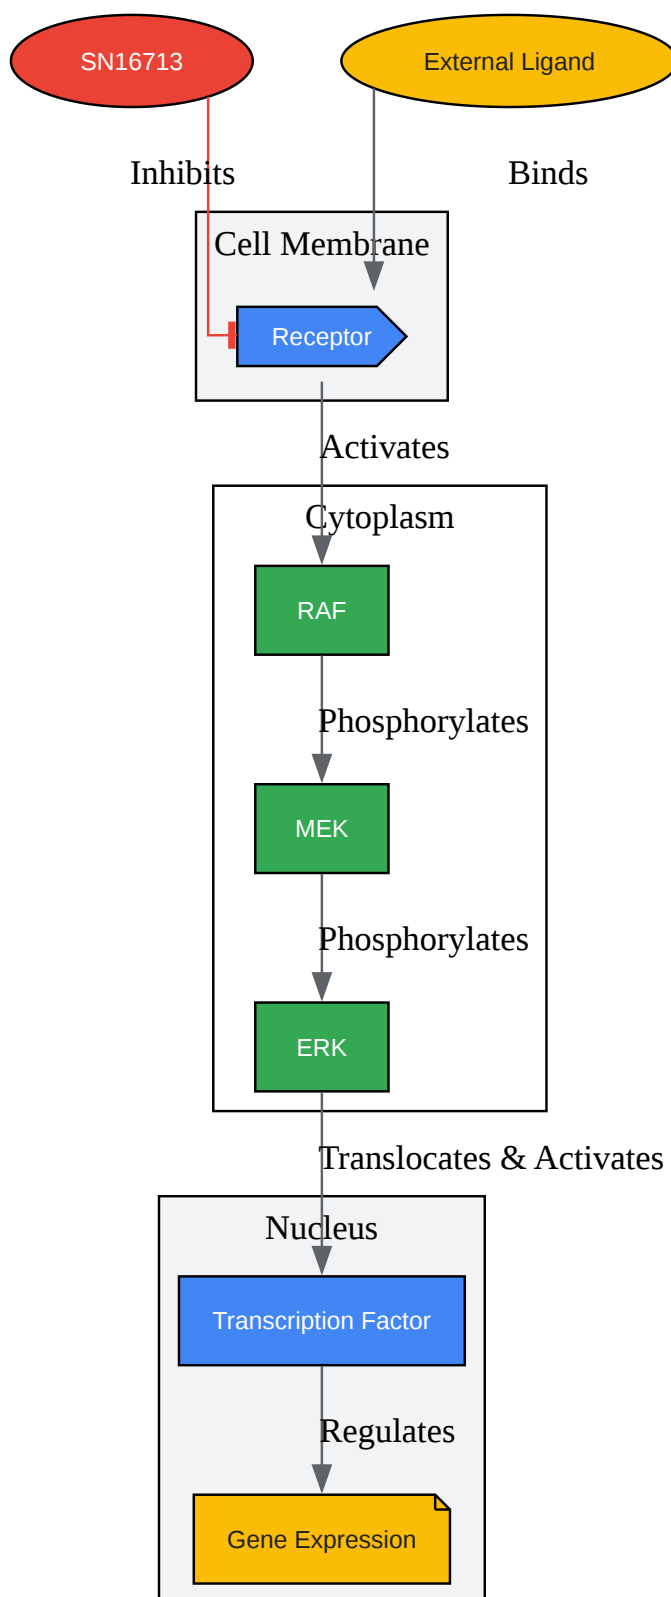 SN16713
External Ligand
Inhibits
Binds
Cell Membrane
Receptor
Activates
Cytoplasm
RAF
Phosphorylates
MEK
Phosphorylates
ERK
Translocates & Activates
Nucleus
Transcription Factor
Regulates
Gene Expression